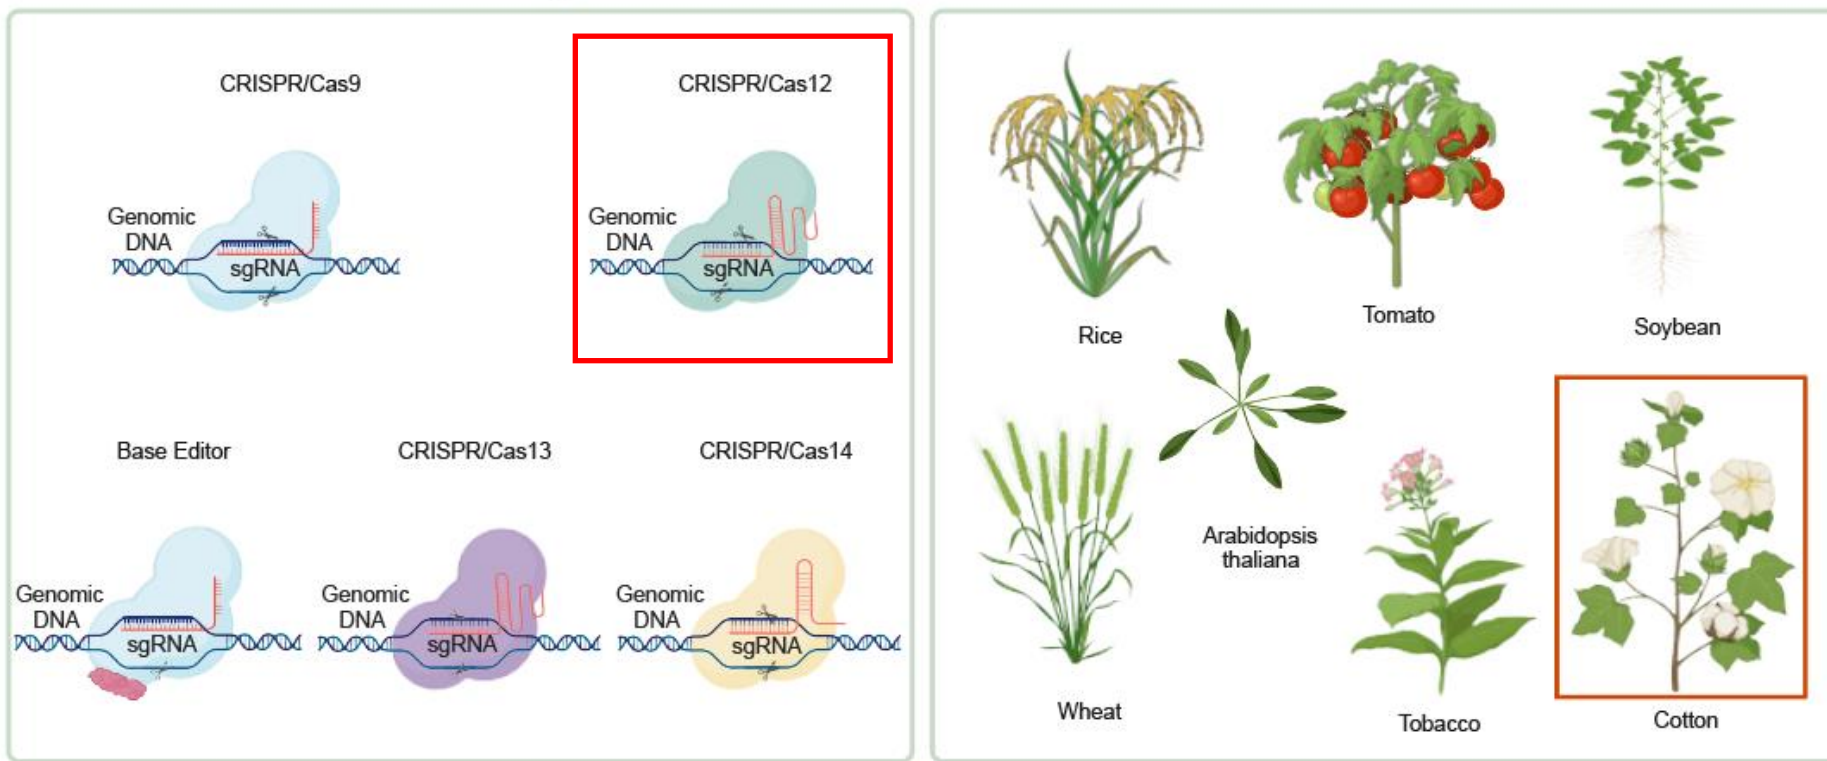 CRISPR/Cas9
CRISPR/Cas12
Genomic
DNA
sgRNA
Genomic
DNA
sgRNA
Base Editor
CRISPR/Cas13
CRISPR/Cas14
Genomic
DNA
sgRNA
Genomic
DNA
sgRNA
Genomic
DNA
sgRNA
Rice
Tomato
Soybean
Arabidopsis
thaliana
Wheat
Tobacco
Cotton